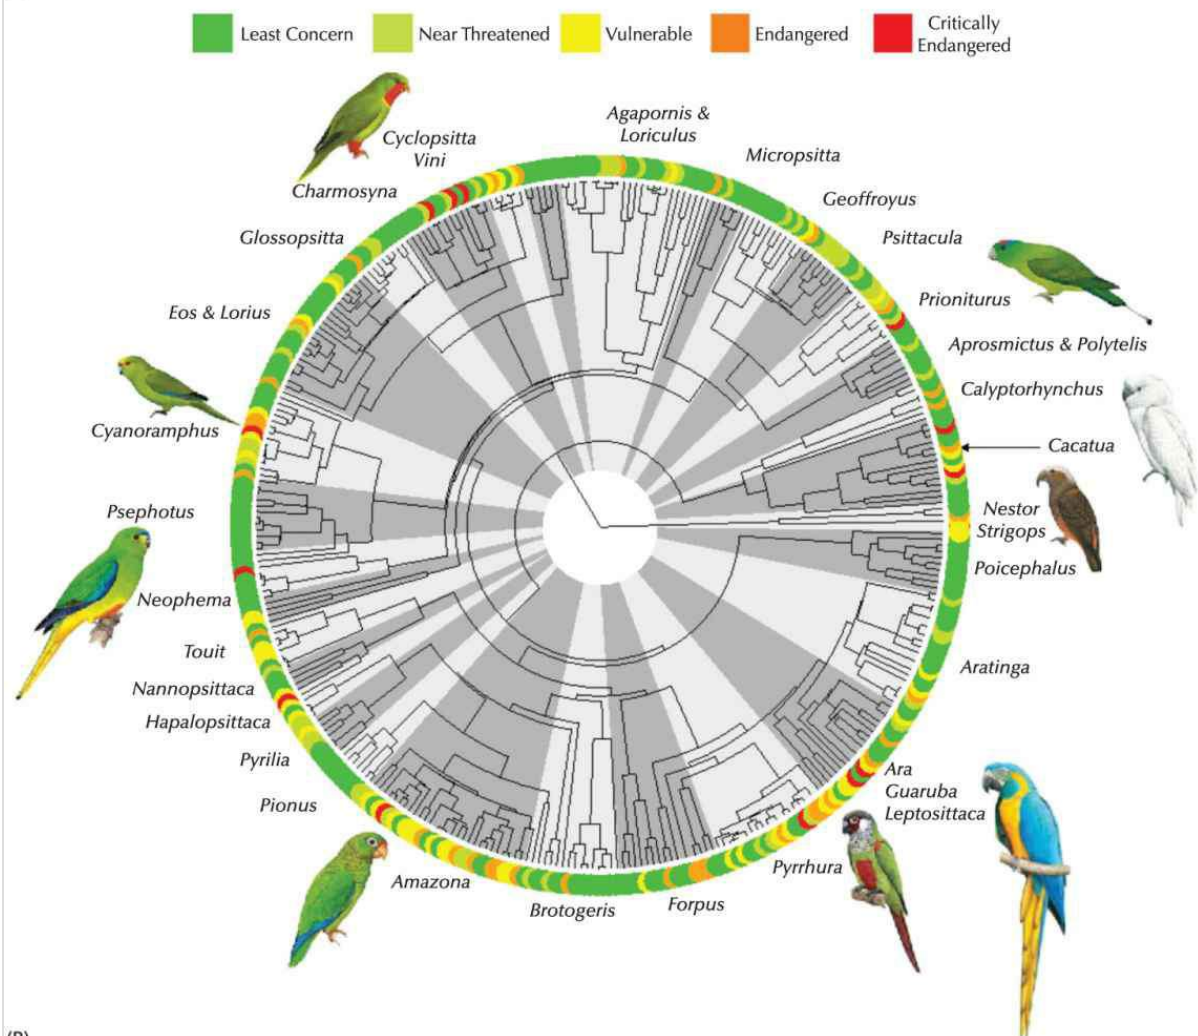 Least Concern
Near Threatened
Vulnerable
Endangered
Critically
Endangered
Agapornis &
Loriculus
Cyclopsitta
Vini
Micropsitta
Charmosyna
Geoffroyus
Glossopsitta
Psittacula
Eos & Lorius
Prioniturus
Aprosmictus & Polytelis
Calyptorhynchus
Cyanoramphus
Cacatua
Psephotus
Nestor
Strigops
Poicephalus
Neophema
Touit
Aratinga
Nannopsittaca
Hapalopsittaca
Pyrilia
Ara
Guaruba
Leptosittaca
Pionus
Pyrrhura
Amazona
Brotogeris
Forpus